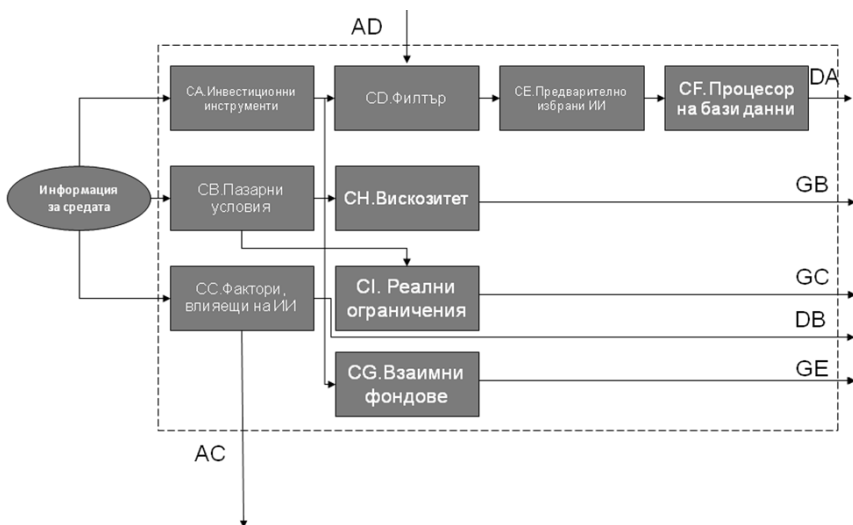 AD
CA.Инвестиционни
инструменти
CD.Филтър
CE.Предварително
избрани ИИ
CF.Процесор
на бази данни
DA
Информация
за средата
CB.Пазарни
условия
CH.Вискозитет
GB
CC.Фактори,
влияещи на ИИ
CI. Реални
ограничения
GC
DB
CG.Взаимни
фондове
GE
AC